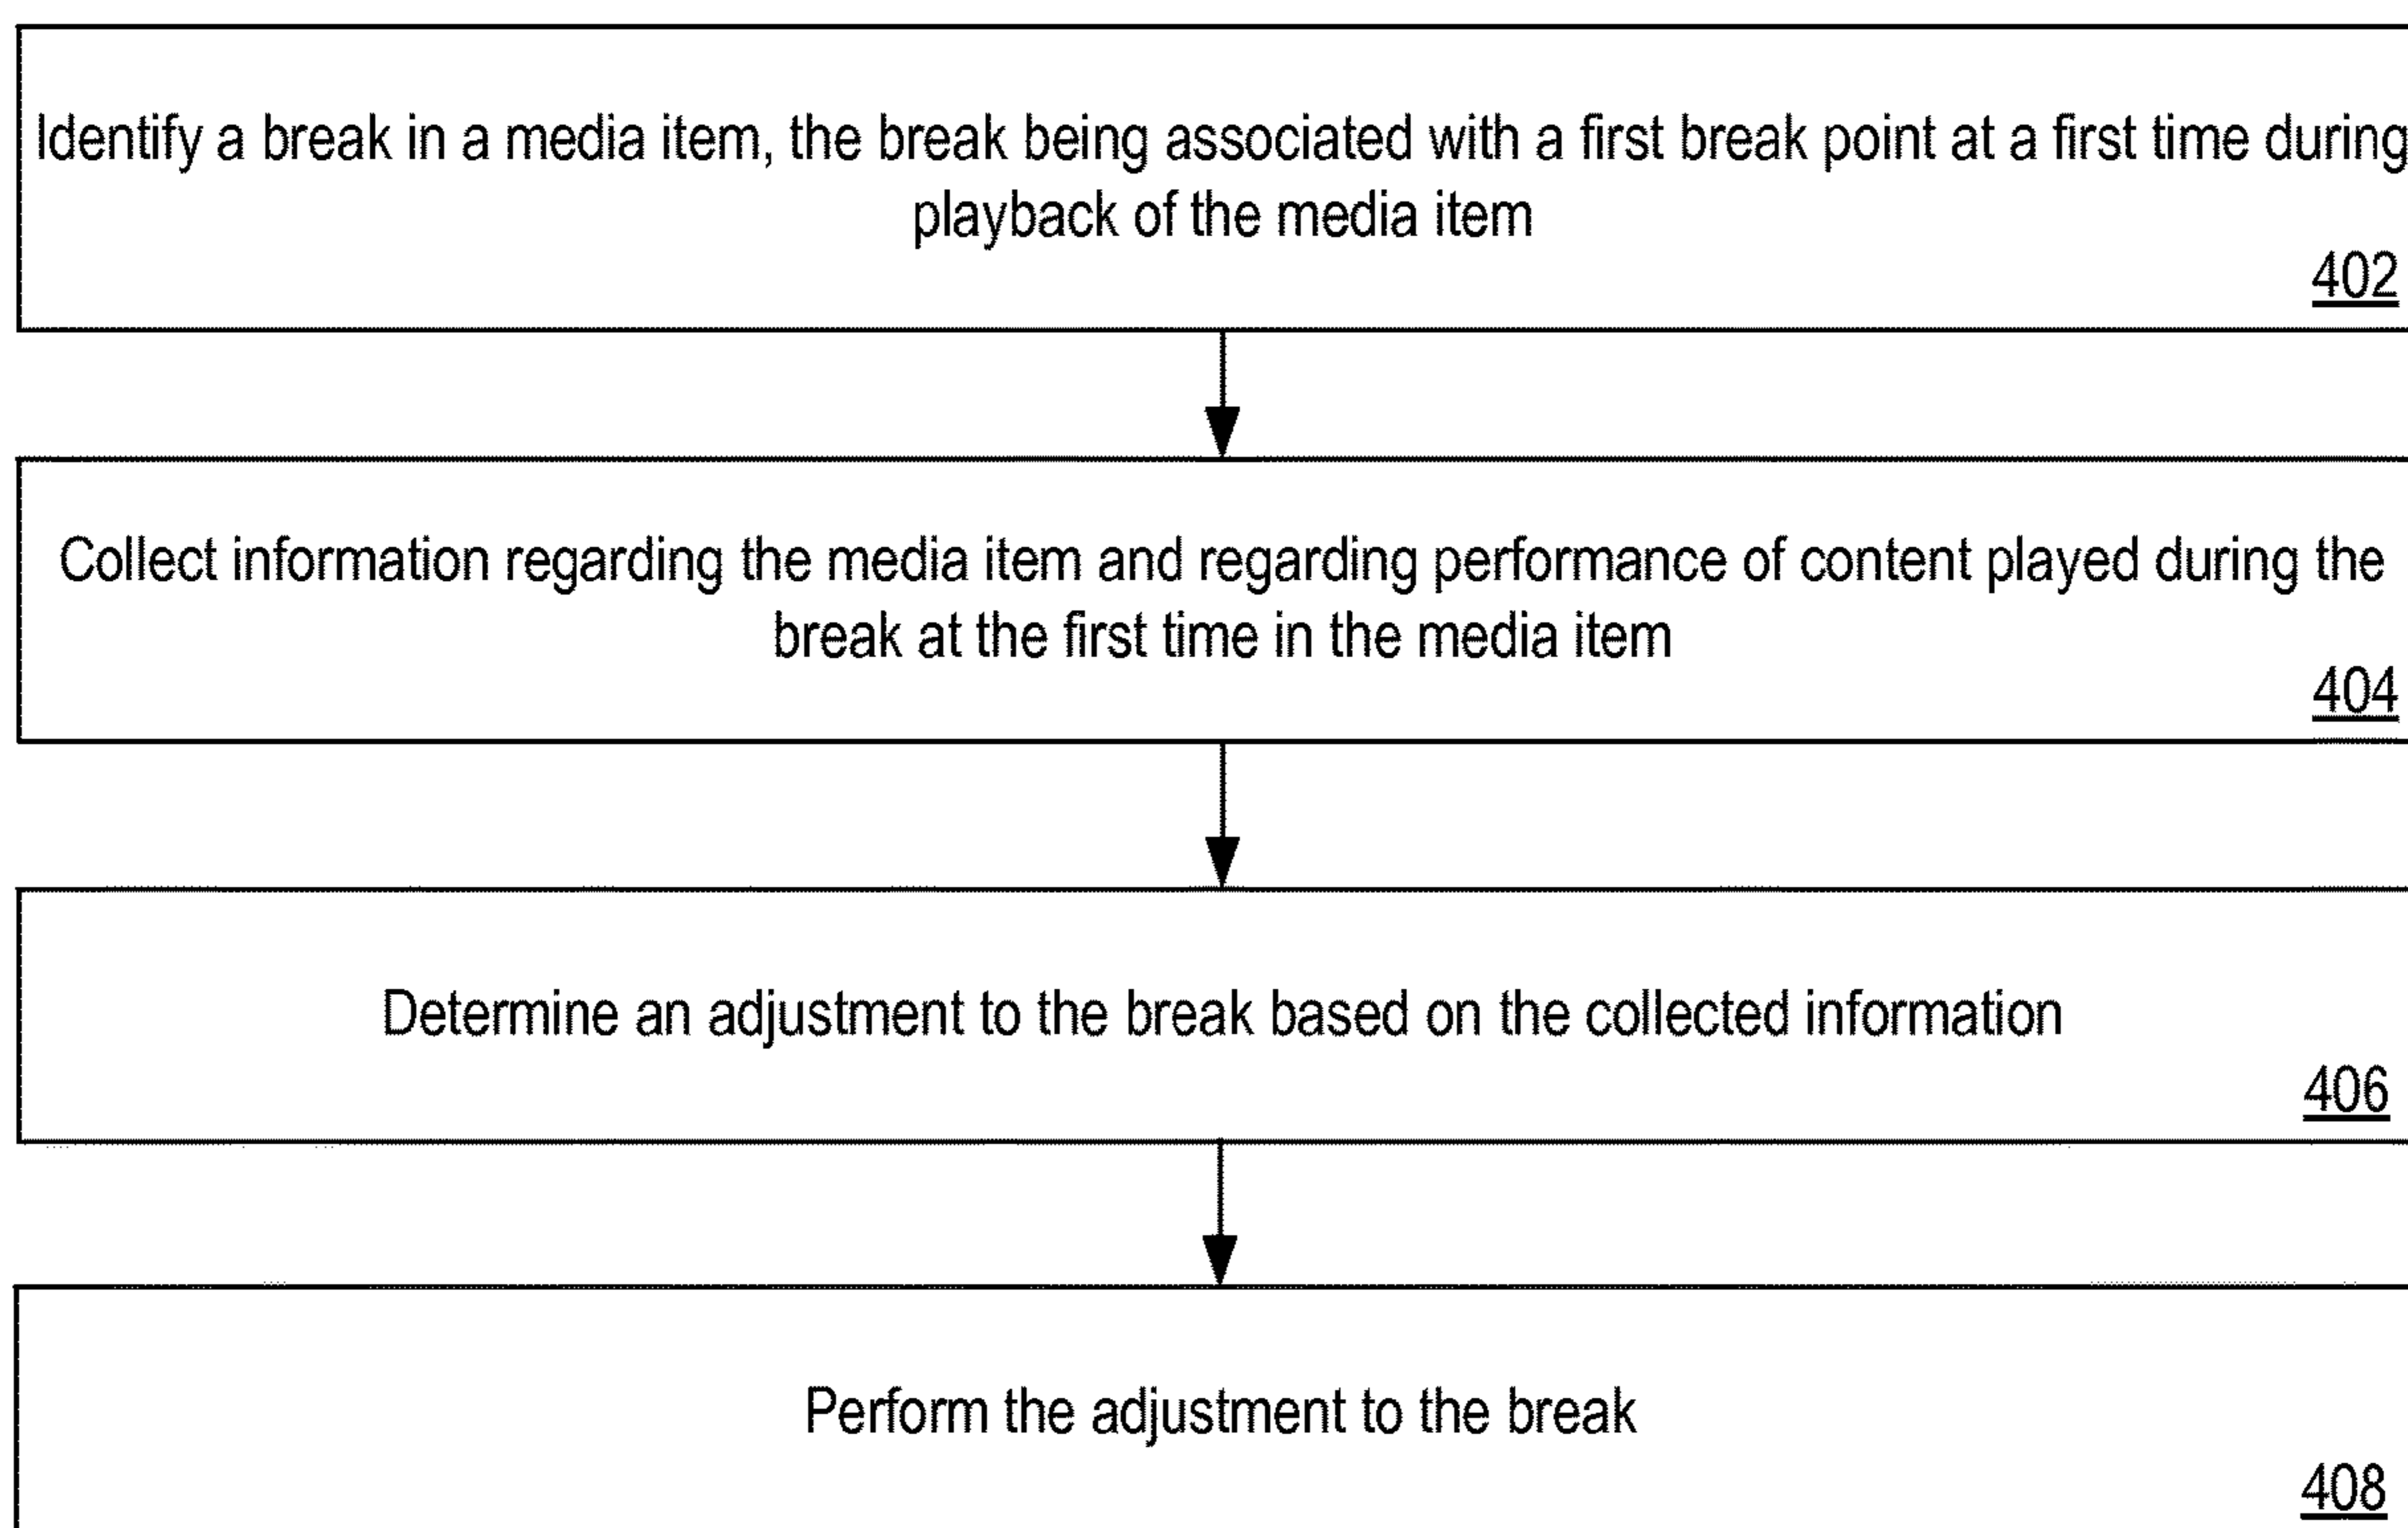 Identify a break in a media item, the break being associated with a first break point at a first time during
playback of the media item
402
Collect information regarding the media item and regarding performance of content played during the
break at the first time in the media item
404
Determine an adjustment to the break based on the collected information
406
Perform the adjustment to the break
408